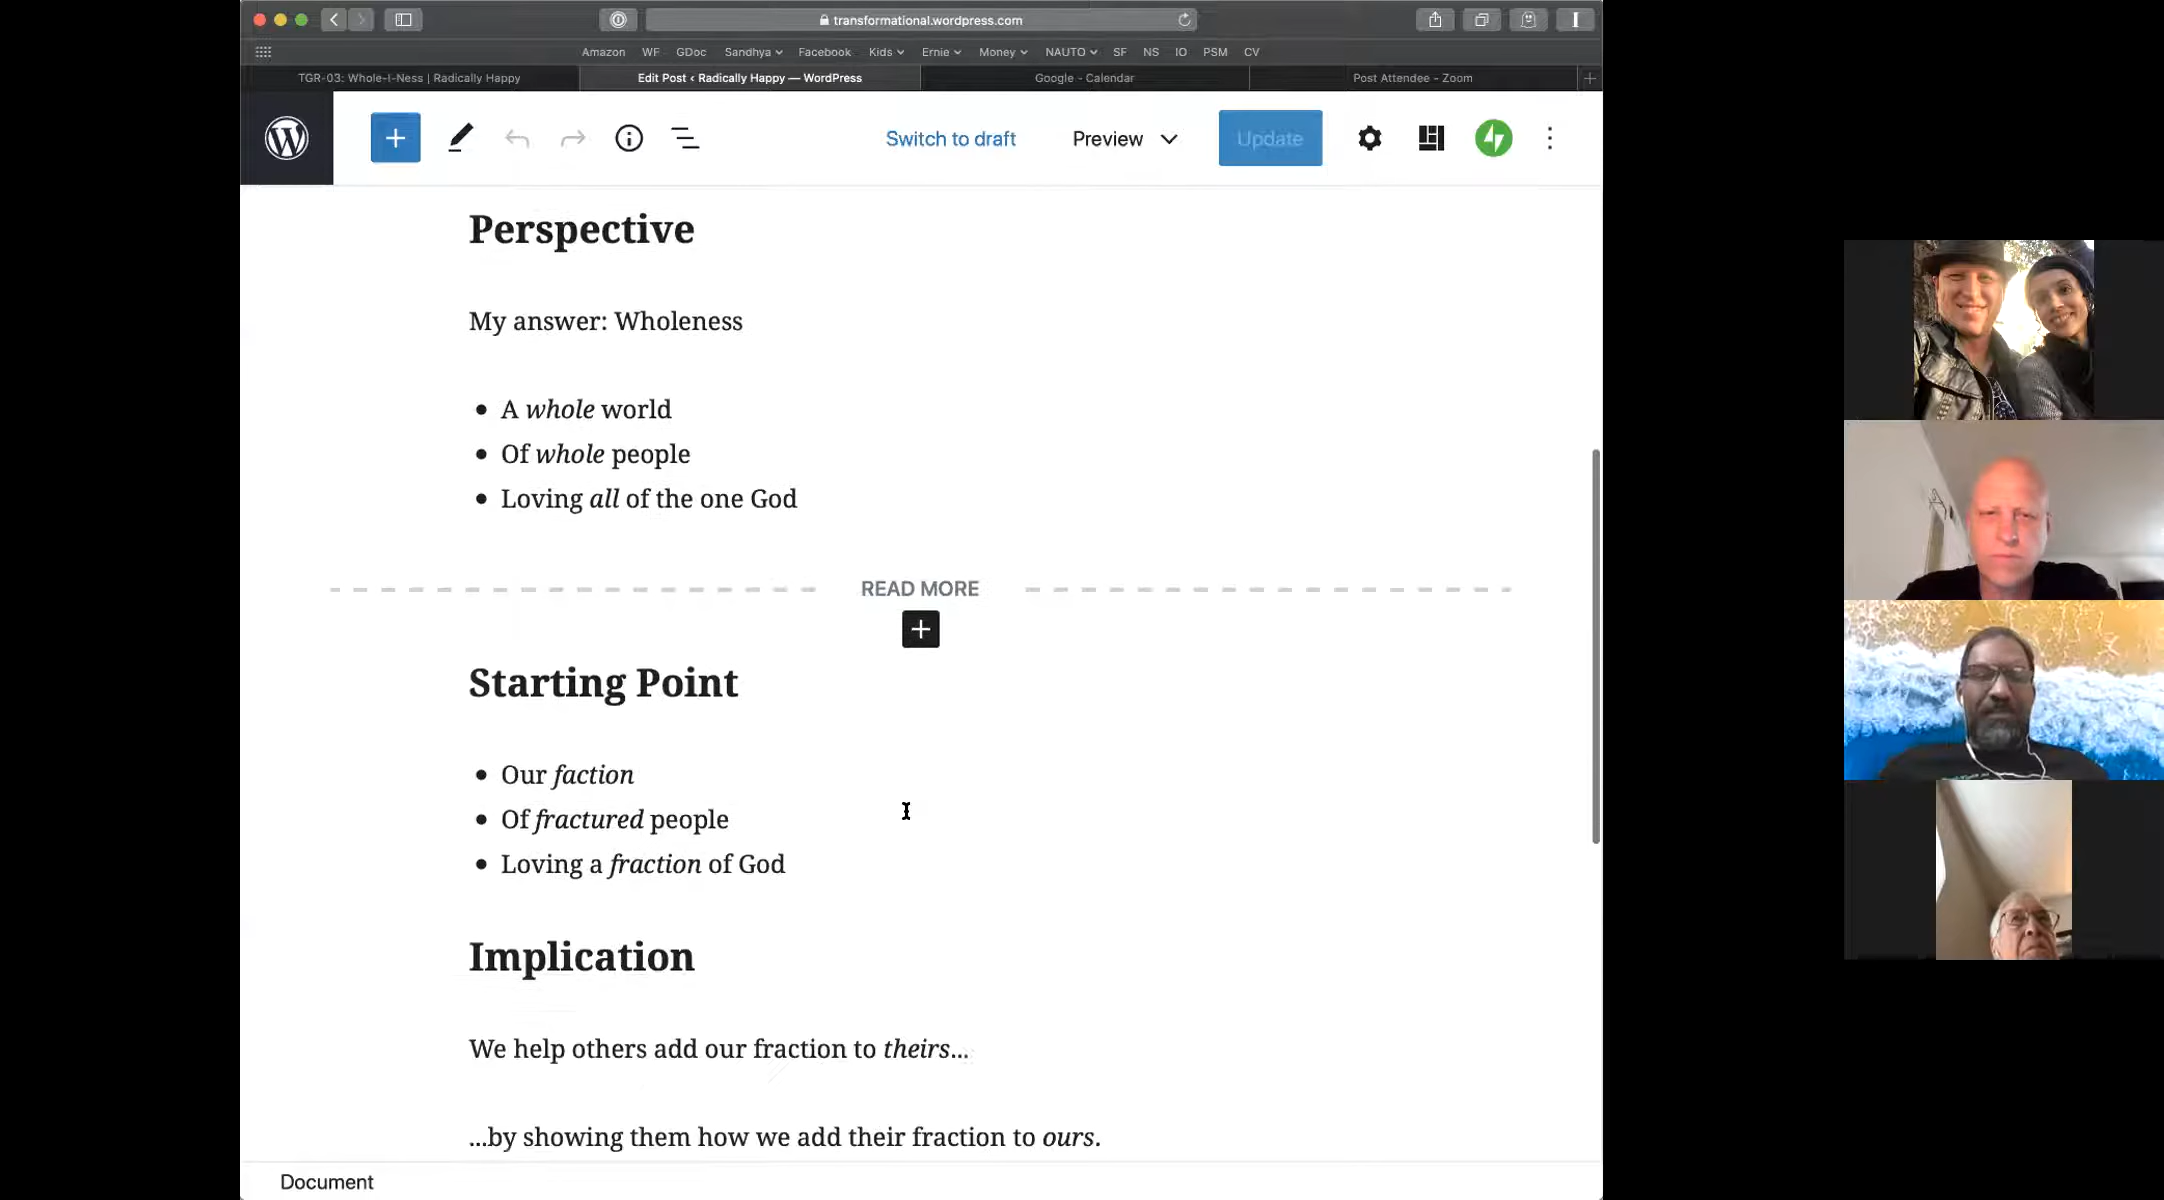 transformational.wordpress.com
Amazon WF GDoc Sandhya Facebook Kids Ernie Money NAUTO SF NS IO PSM CV
TGR-03: Whole-I-Ness | Radically Happy
Edit Post ‹ Radically Happy — WordPress
Google - Calendar
Post Attendee - Zoom
Switch to draft
Preview
Update
Perspective
My answer: Wholeness
• A whole world
• Of whole people
• Loving all of the one God
READ MORE
Starting Point
• Our faction
• Of fractured people
• Loving a fraction of God
Implication
We help others add our fraction to theirs...
...by showing them how we add their fraction to ours.
Document